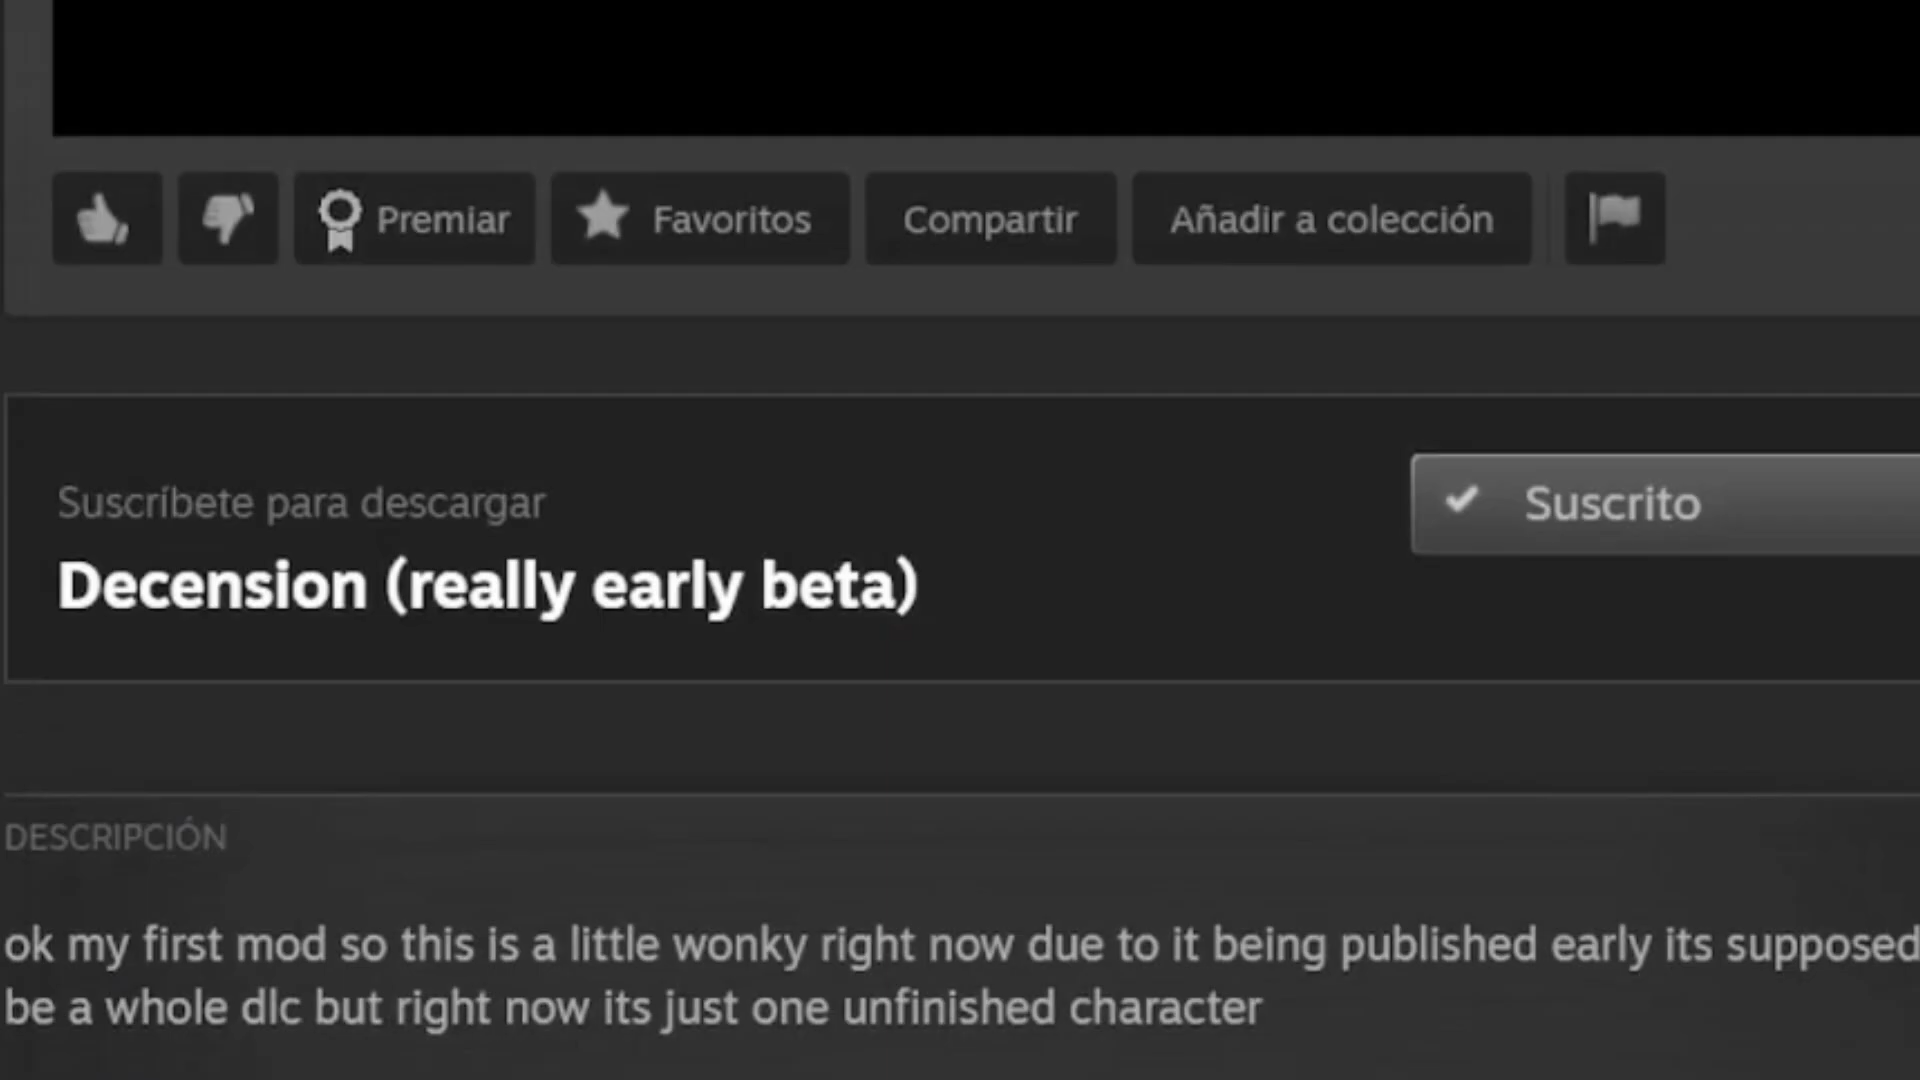 Premiar Favoritos Compartir Añadir a colección
Suscríbete para descargar
Suscrito
Decension (really early beta)
DESCRIPCIÓN
ok my first mod so this is a little wonky right now due to it being published early its supposed
be a whole dlc but right now its just one unfinished character